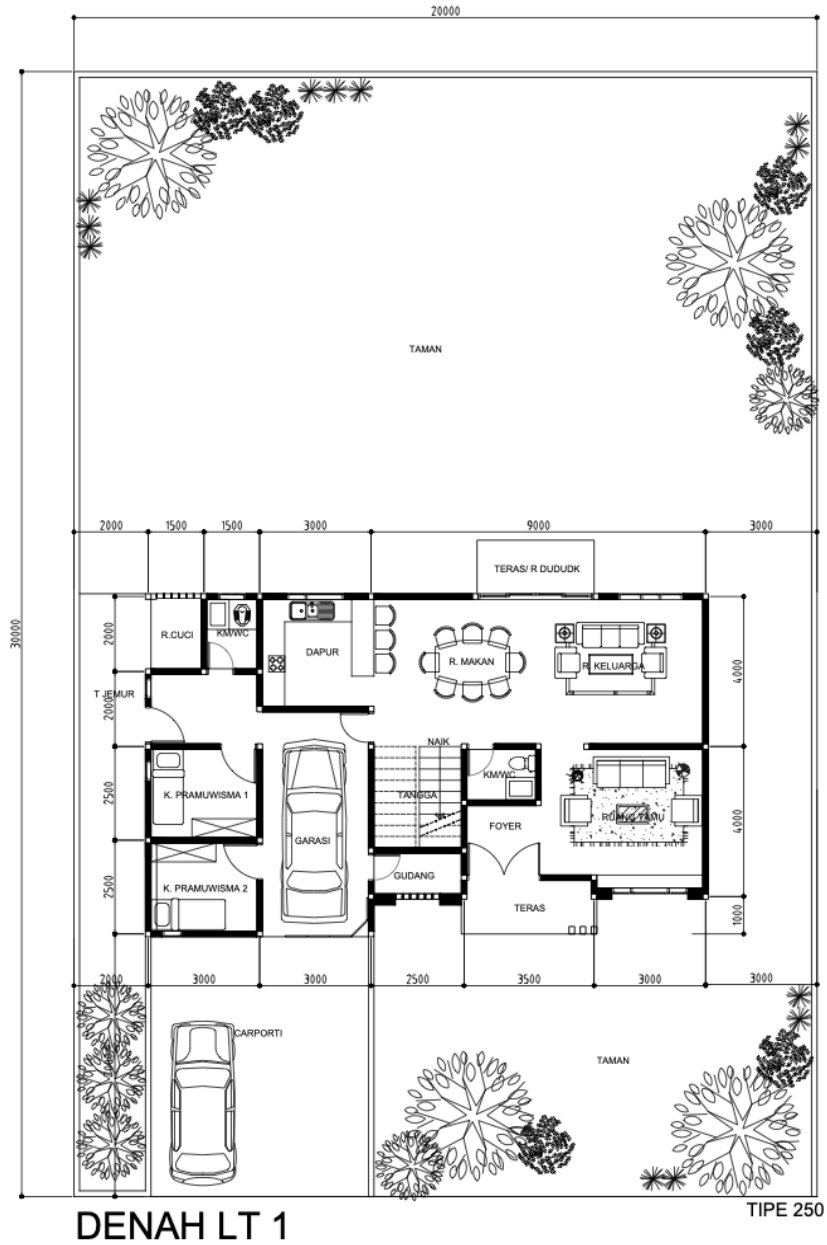 20000
30000
TAMAN
2000 1500 1500 3000 9000 3000
TERAS/ R DUDUDK
2000
R.CUCI
KM/WC
DAPUR
R. MAKAN
R. KELUARGA
4000
T JEMUR
2000
NAIK
KM/WC
2500
K. PRAMUWISMA 1
TANGGA
RUANG TAMU
4000
GARASI
FOYER
2500
K. PRAMUWISMA 2
GUDANG
TERAS
1000
2000 3000 3000 2500 3500 3000 3000
CARPORTI
TAMAN
DENAH LT 1
TIPE 250